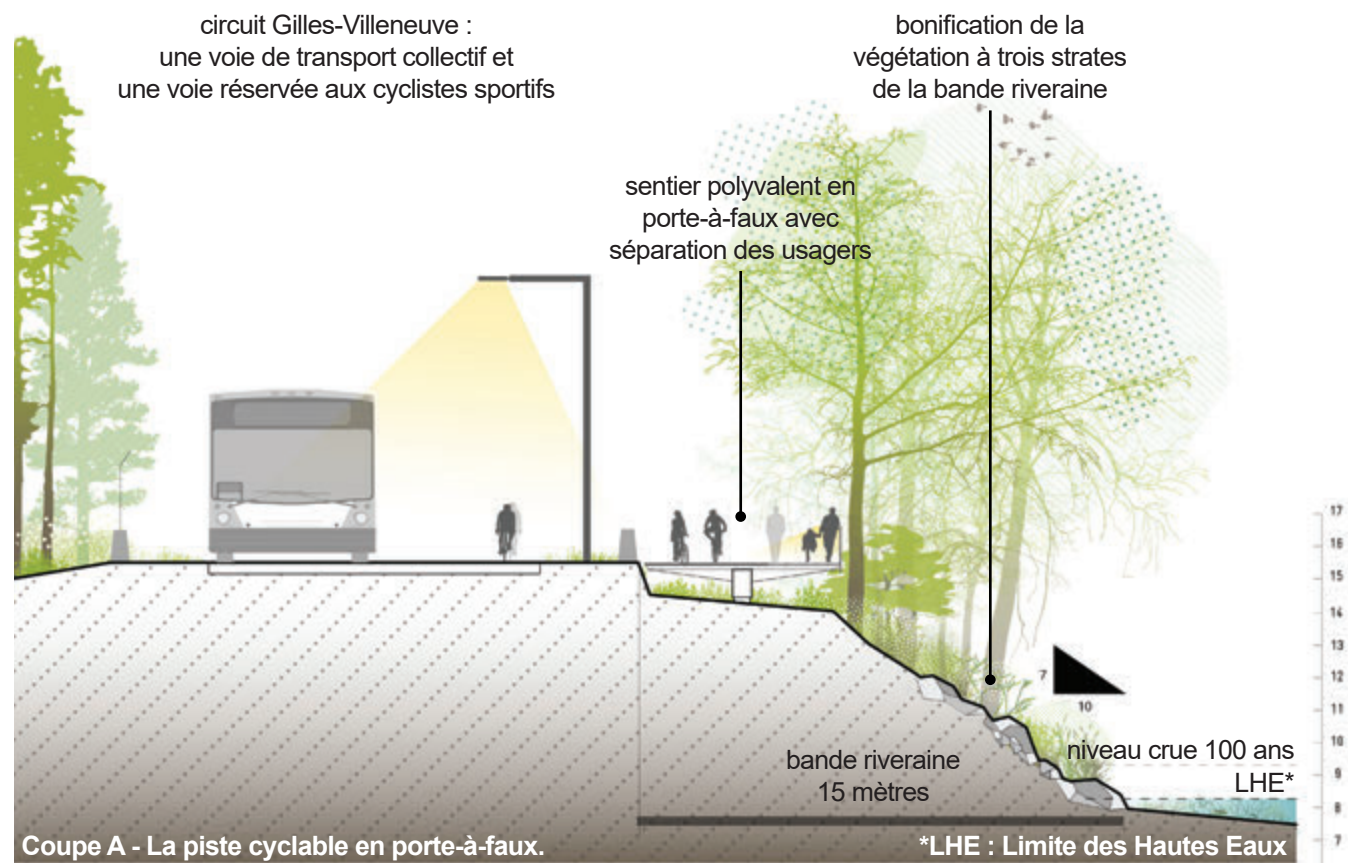 circuit Gilles-Villeneuve :
une voie de transport collectif et
une voie réservée aux cyclistes sportifs
bonification de la
végétation à trois strates
de la bande riveraine
sentier polyvalent en
porte-à-faux avec
séparation des usagers
17
16
15
14
13
12
11
10
9
8
7
7
10
niveau crue 100 ans
LHE*
bande riveraine
15 mètres
Coupe A - La piste cyclable en porte-à-faux.
*LHE : Limite des Hautes Eaux